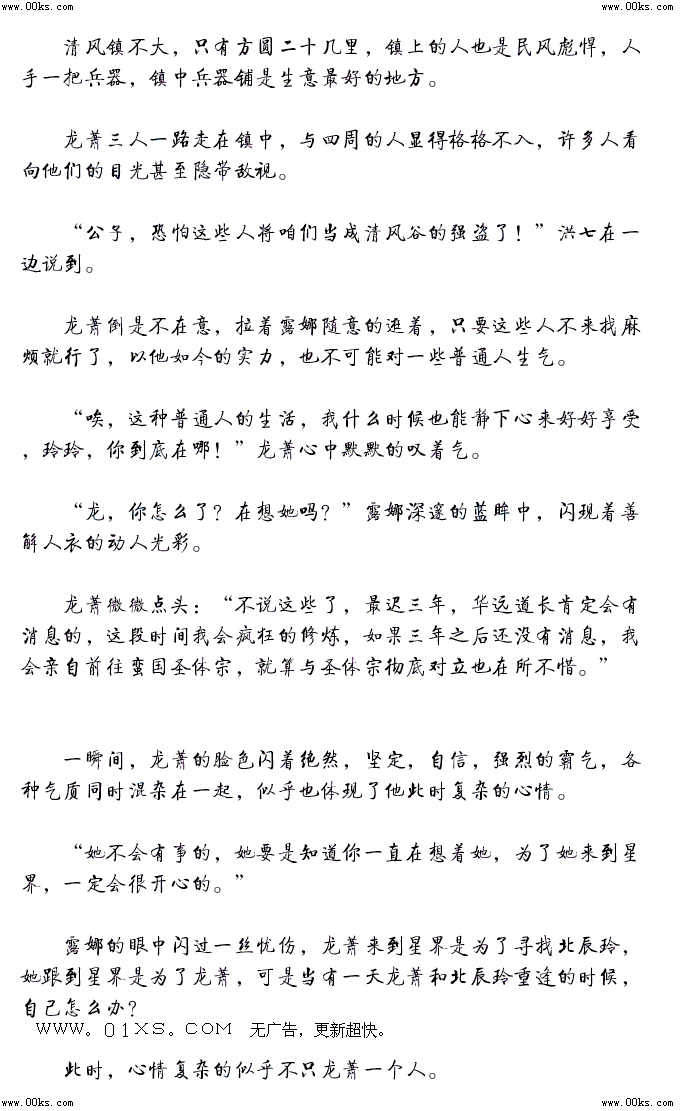 www.00ks.com www.00ks.com
清风镇不大，只有方圆二十几里，镇上的人也是民风彪悍，人
手一把兵器，镇中兵器铺是生意最好的地方。
龙萧三人一路走在镇中，与四周的人显得格格不入，许多人看
向他们的目光甚至隐带敌视。
“公子，恐怕这些人将咱们当成清风谷的强盗了！”洪七在一
边说到。
龙萧倒是不在意，拉着露娜随意的逛着，只要这些人不来找麻
烦就行了，以他如今的实力，也不可能对一些普通人生气。
“唉，这种普通人的生活，我什么时候也能静下心来好好享受
，玲玲，你到底在哪！”龙萧心中默默的叹着气。
“龙，你怎么了？在想她吗？”露娜深邃的蓝眸中，闪现着善
解人衣的动人光彩。
龙萧微微点头：“不说这些了，最迟三年，华远道长肯定会有
消息的，这段时间我会疯狂的修炼，如果三年之后还没有消息，我
会亲自前往蛮国圣体宗，就算与圣体宗彻底对立也在所不惜。”
一瞬间，龙萧的脸色闪着绝然，坚定，自信，强烈的霸气，各
种气质同时混杂在一起，似乎也体现了他此时复杂的心情。
“她不会有事的，她要是知道你一直在想着她，为了她来到星
界，一定会很开心的。”
露娜的眼中闪过一丝忧伤，龙萧来到星界是为了寻找北辰玲，
她跟到星界是为了龙萧，可是当有一天龙萧和北辰玲重逢的时候，
自己怎么办？
WWW。01XS。COM 无广告，更新超快。
此时，心情复杂的似乎不只龙萧一个人。
www.00ks.com www.00ks.com